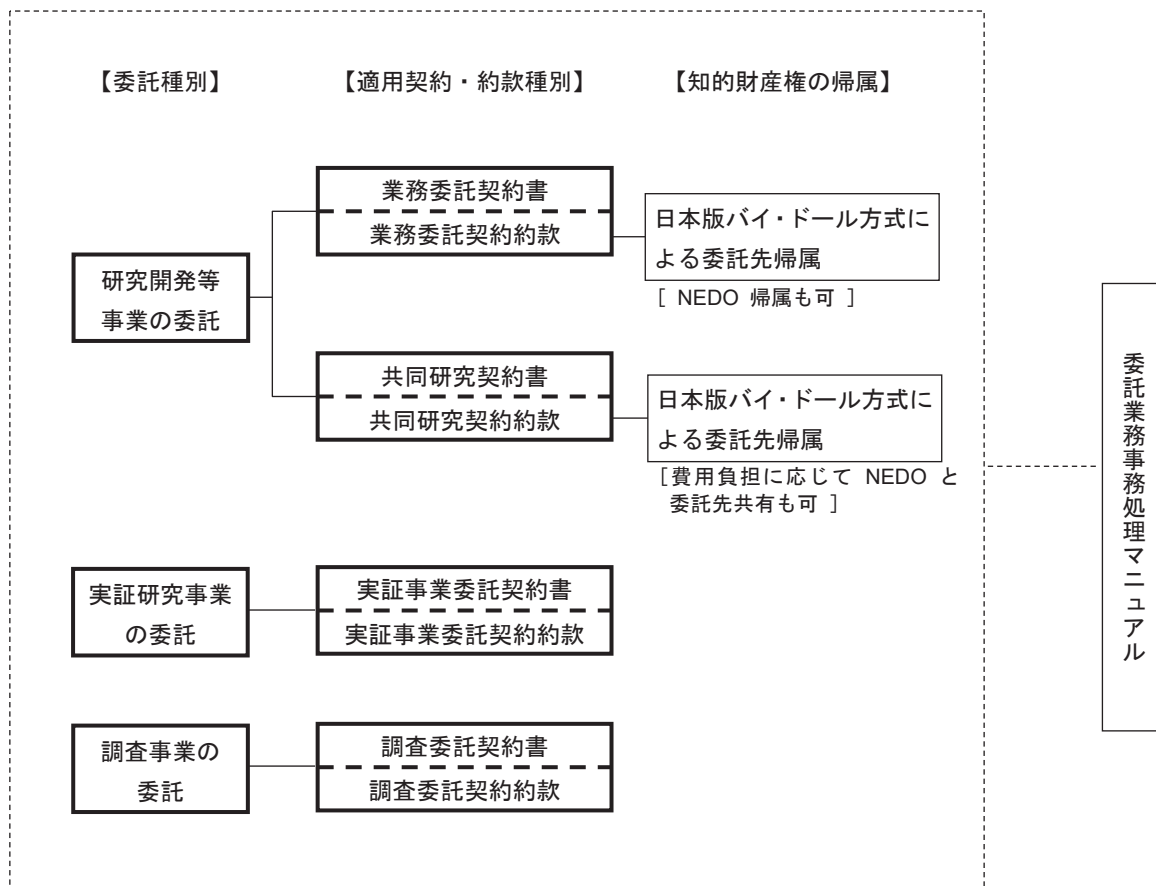 【委託種別】
【適用契約・約款種別】
【知的財産権の帰属】
業務委託契約書
業務委託契約約款
日本版バイ・ドール方式に
よる委託先帰属
[ NEDO 帰属も可 ]
研究開発等
事業の委託
共同研究契約書
共同研究契約約款
日本版バイ・ドール方式に
よる委託先帰属
[費用負担に応じて NEDO と
委託先共有も可 ]
実証研究事業
の委託
実証事業委託契約書
実証事業委託契約約款
調査事業の
委託
調査委託契約書
調査委託契約約款
委託業務事務処理マニュアル